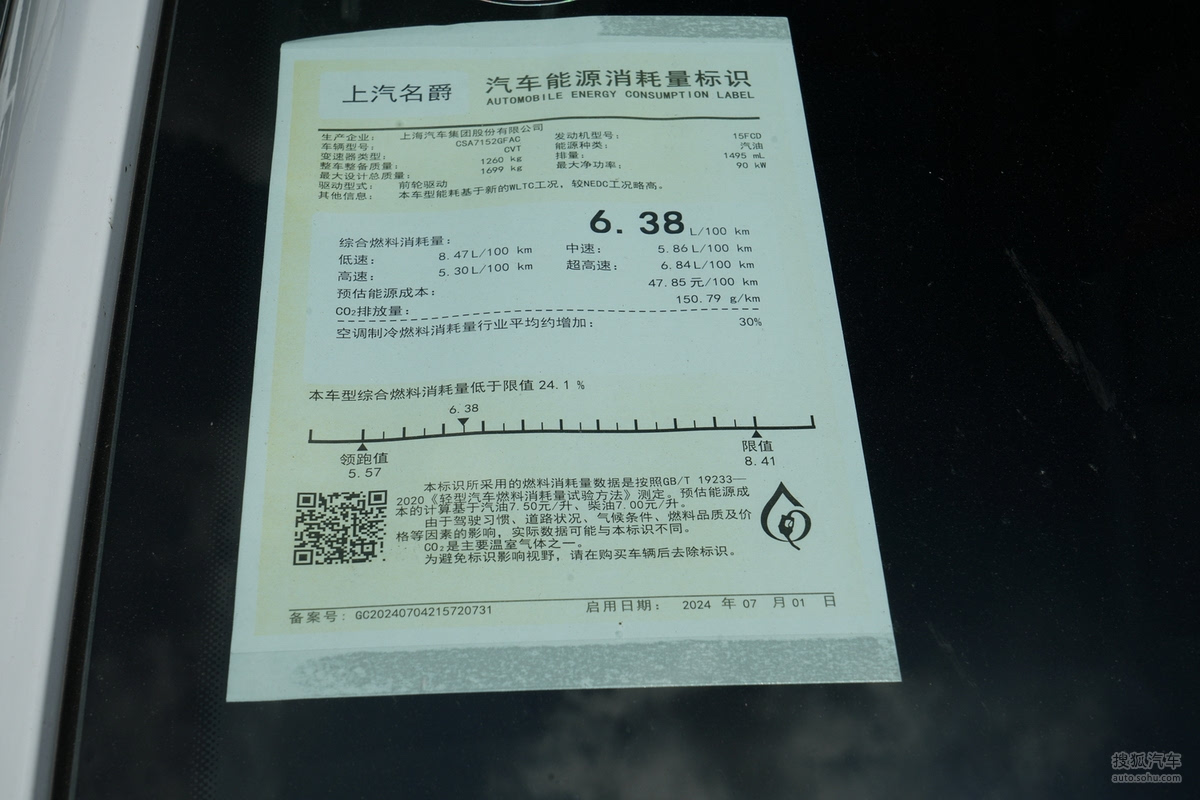 上汽名爵
汽车能源消耗量标识
AUTOMOBILE ENERGY CONSUMPTION LABEL
生产企业： 上海汽车集团股份有限公司 发动机型号： 15FCD
车辆型号： CSA7152GFAC 能源种类： 汽油
变速器类型： CVT 排量： 1495 mL
整车整备质量： 1260 kg 最大净功率： 90 kW
最大设计总质量： 1699 kg
驱动型式： 前轮驱动
其他信息： 本车型能耗基于新的WLTC工况，较NEDC工况略高。
综合燃料消耗量： 6.38 L/100 km
低速： 8.47L/100 km 中速： 5.86L/100 km
高速： 5.30L/100 km 超高速： 6.84L/100 km
预估能源成本： 47.85元/100 km
CO₂排放量： 150.79 g/km
空调制冷燃料消耗量行业平均约增加： 30%
本车型综合燃料消耗量低于限值24.1 %
6.38
领跑值 限值
5.57 8.41
本标识所采用的燃料消耗量数据是按照GB/T 19233—
2020《轻型汽车燃料消耗量试验方法》测定。预估能源成
本的计算基于汽油7.50元/升、柴油7.00元/升。
由于驾驶习惯、道路状况、气候条件、燃料品质及价
格等因素的影响，实际数据可能与本标识不同。
CO₂是主要温室气体之一。
为避免标识影响视野，请在购买车辆后去除标识。
备案号： GC20240704215720731 启用日期： 2024 年 07 月 01 日
搜狐汽车
auto.sohu.com